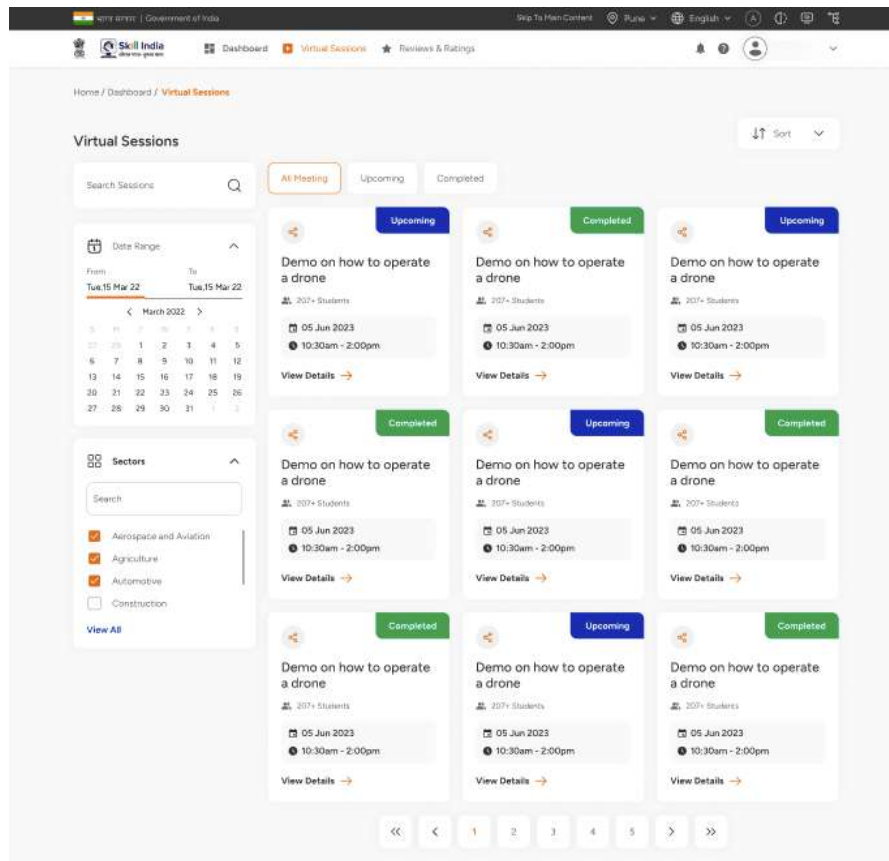 भारत सरकार | Government of India
Skip To Main Content
Pune
English
A
Skill India
कौशल भारत - कुशल भारत
Dashboard
Virtual Sessions
Reviews & Ratings
Home / Dashboard / Virtual Sessions
Virtual Sessions
Sort
Search Sessions
All Meeting
Upcoming
Completed
Date Range
From
To
Tue,15 Mar 22
Tue,15 Mar 22
March 2022
27 28 1 2 3 4 5
6 7 8 9 10 11 12
13 14 15 16 17 18 19
20 21 22 23 24 25 26
27 28 29 30 31 1 2
Sectors
Search
Aerospace and Aviation
Agriculture
Automotive
Construction
View All
Upcoming
Demo on how to operate
a drone
207+ Students
05 Jun 2023
10:30am - 2:00pm
View Details
Completed
Demo on how to operate
a drone
207+ Students
05 Jun 2023
10:30am - 2:00pm
View Details
Upcoming
Demo on how to operate
a drone
207+ Students
05 Jun 2023
10:30am - 2:00pm
View Details
Completed
Demo on how to operate
a drone
207+ Students
05 Jun 2023
10:30am - 2:00pm
View Details
Upcoming
Demo on how to operate
a drone
207+ Students
05 Jun 2023
10:30am - 2:00pm
View Details
Completed
Demo on how to operate
a drone
207+ Students
05 Jun 2023
10:30am - 2:00pm
View Details
Completed
Demo on how to operate
a drone
207+ Students
05 Jun 2023
10:30am - 2:00pm
View Details
Upcoming
Demo on how to operate
a drone
207+ Students
05 Jun 2023
10:30am - 2:00pm
View Details
Completed
Demo on how to operate
a drone
207+ Students
05 Jun 2023
10:30am - 2:00pm
View Details
1 2 3 4 5